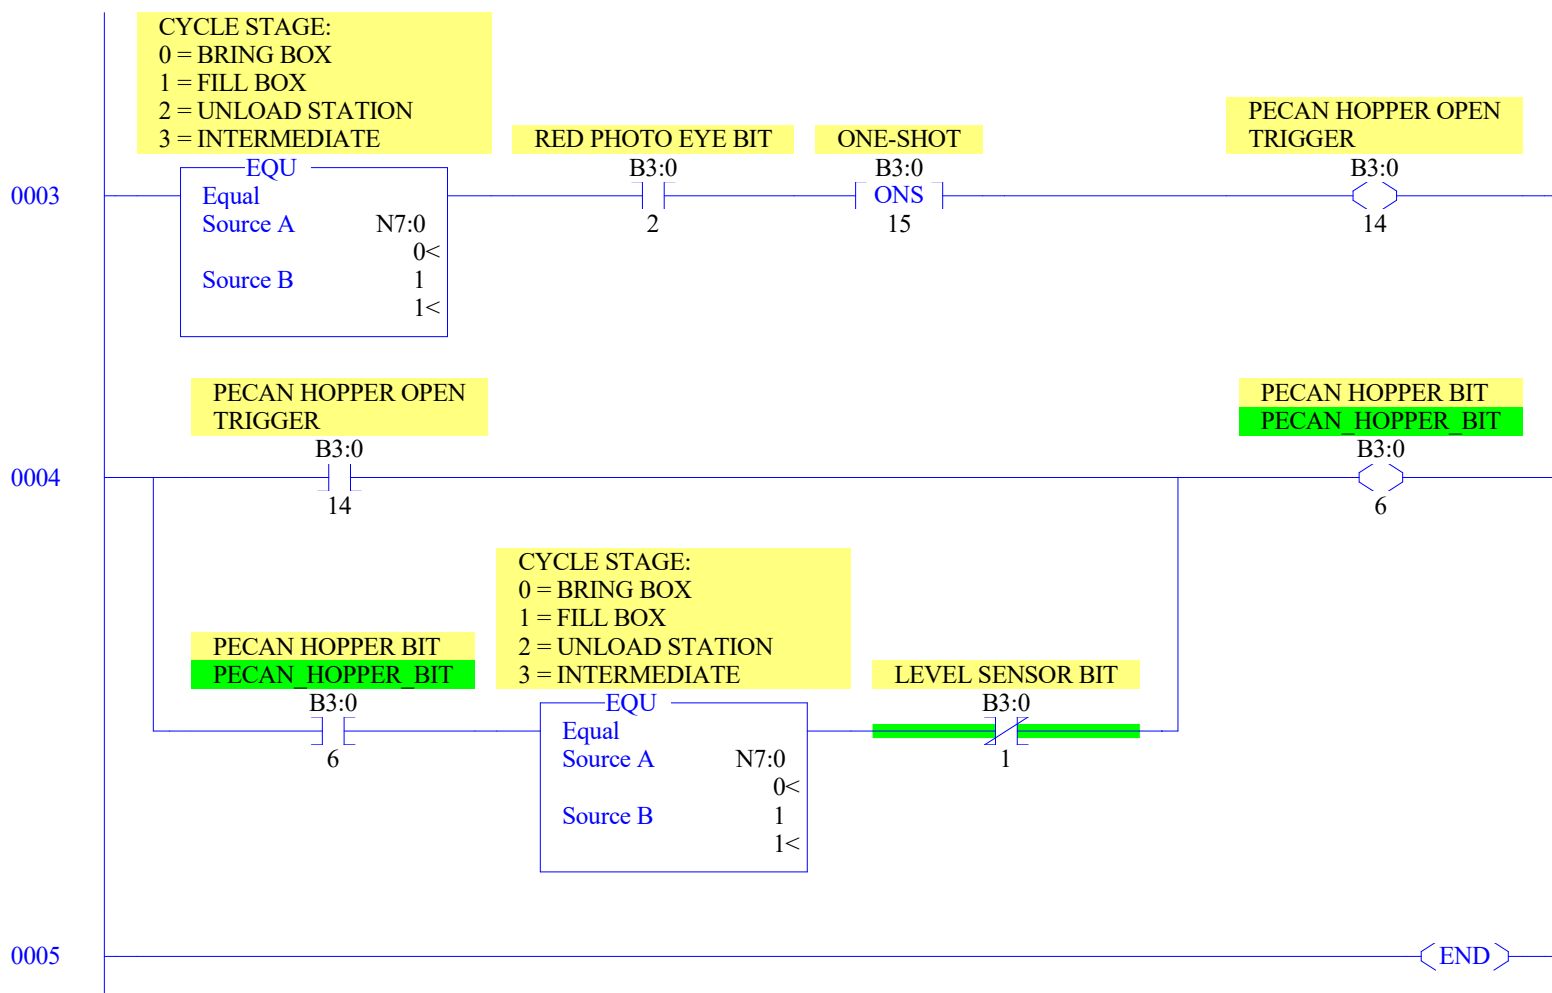 CYCLE STAGE:
0 = BRING BOX
1 = FILL BOX
2 = UNLOAD STATION
3 = INTERMEDIATE
RED PHOTO EYE BIT
ONE-SHOT
PECAN HOPPER OPEN
TRIGGER
0003
EQU
Equal
Source A N7:0
0<
Source B 1
1<
B3:0
2
B3:0
ONS
15
B3:0
14
PECAN HOPPER OPEN
TRIGGER
PECAN HOPPER BIT
PECAN_HOPPER_BIT
0004
B3:0
14
B3:0
6
CYCLE STAGE:
0 = BRING BOX
1 = FILL BOX
2 = UNLOAD STATION
3 = INTERMEDIATE
PECAN HOPPER BIT
PECAN_HOPPER_BIT
LEVEL SENSOR BIT
B3:0
6
EQU
Equal
Source A N7:0
0<
Source B 1
1<
B3:0
1
0005
END